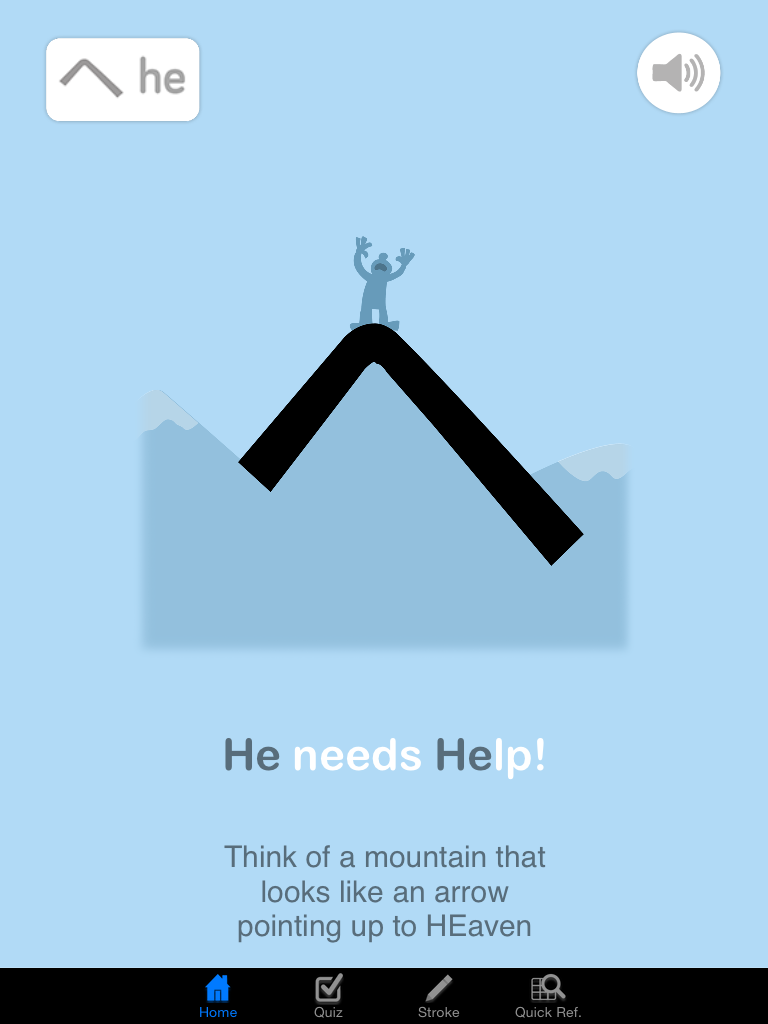 へ he
He needs Help!
Think of a mountain that
looks like an arrow
pointing up to HEaven
Home Quiz Stroke Quick Ref.